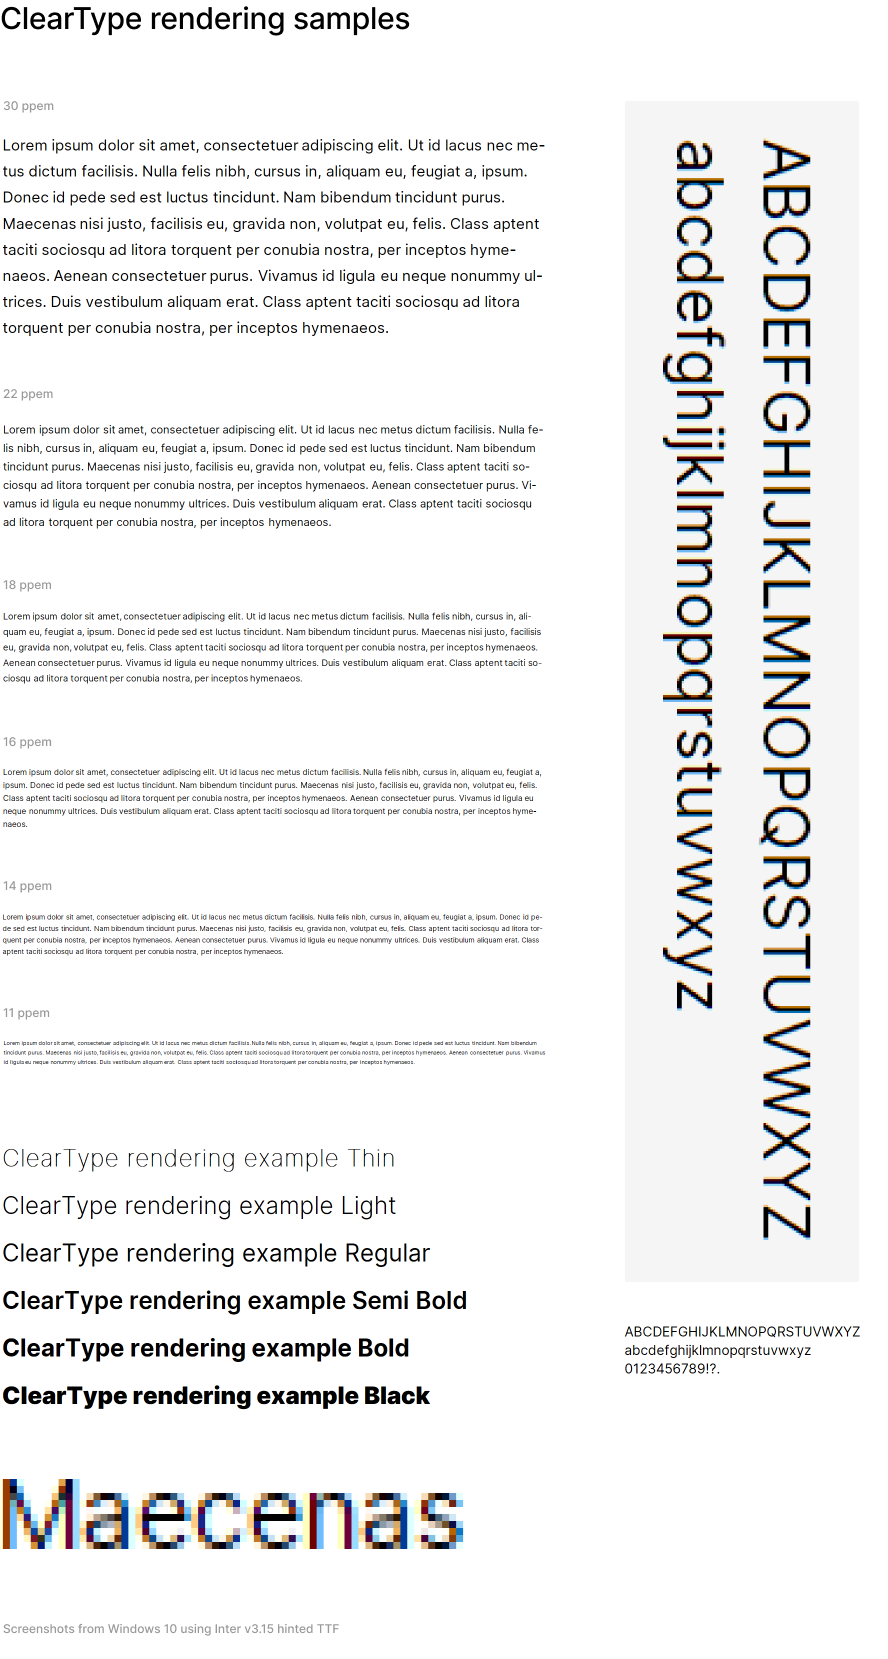 ClearType rendering samples
30 ppem
Lorem ipsum dolor sit amet, consectetuer adipiscing elit. Ut id lacus nec me-
tus dictum facilisis. Nulla felis nibh, cursus in, aliquam eu, feugiat a, ipsum.
Donec id pede sed est luctus tincidunt. Nam bibendum tincidunt purus.
Maecenas nisi justo, facilisis eu, gravida non, volutpat eu, felis. Class aptent
taciti sociosqu ad litora torquent per conubia nostra, per inceptos hyme-
naeos. Aenean consectetuer purus. Vivamus id ligula eu neque nonummy ul-
trices. Duis vestibulum aliquam erat. Class aptent taciti sociosqu ad litora
torquent per conubia nostra, per inceptos hymenaeos.
22 ppem
Lorem ipsum dolor sit amet, consectetuer adipiscing elit. Ut id lacus nec metus dictum facilisis. Nulla fe-
lis nibh, cursus in, aliquam eu, feugiat a, ipsum. Donec id pede sed est luctus tincidunt. Nam bibendum
tincidunt purus. Maecenas nisi justo, facilisis eu, gravida non, volutpat eu, felis. Class aptent taciti so-
ciosqu ad litora torquent per conubia nostra, per inceptos hymenaeos. Aenean consectetuer purus. Vi-
vamus id ligula eu neque nonummy ultrices. Duis vestibulum aliquam erat. Class aptent taciti sociosqu
ad litora torquent per conubia nostra, per inceptos hymenaeos.
18 ppem
Lorem ipsum dolor sit amet, consectetuer adipiscing elit. Ut id lacus nec metus dictum facilisis. Nulla felis nibh, cursus in, ali-
quam eu, feugiat a, ipsum. Donec id pede sed est luctus tincidunt. Nam bibendum tincidunt purus. Maecenas nisi justo, facilisis
eu, gravida non, volutpat eu, felis. Class aptent taciti sociosqu ad litora torquent per conubia nostra, per inceptos hymenaeos.
Aenean consectetuer purus. Vivamus id ligula eu neque nonummy ultrices. Duis vestibulum aliquam erat. Class aptent taciti so-
ciosqu ad litora torquent per conubia nostra, per inceptos hymenaeos.
16 ppem
Lorem ipsum dolor sit amet, consectetuer adipiscing elit. Ut id lacus nec metus dictum facilisis. Nulla felis nibh, cursus in, aliquam eu, feugiat a,
ipsum. Donec id pede sed est luctus tincidunt. Nam bibendum tincidunt purus. Maecenas nisi justo, facilisis eu, gravida non, volutpat eu, felis.
Class aptent taciti sociosqu ad litora torquent per conubia nostra, per inceptos hymenaeos. Aenean consectetuer purus. Vivamus id ligula eu
neque nonummy ultrices. Duis vestibulum aliquam erat. Class aptent taciti sociosqu ad litora torquent per conubia nostra, per inceptos hyme-
naeos.
14 ppem
Lorem ipsum dolor sit amet, consectetuer adipiscing elit. Ut id lacus nec metus dictum facilisis. Nulla felis nibh, cursus in, aliquam eu, feugiat a, ipsum. Donec id pe-
de sed est luctus tincidunt. Nam bibendum tincidunt purus. Maecenas nisi justo, facilisis eu, gravida non, volutpat eu, felis. Class aptent taciti sociosqu ad litora tor-
quent per conubia nostra, per inceptos hymenaeos. Aenean consectetuer purus. Vivamus id ligula eu neque nonummy ultrices. Duis vestibulum aliquam erat. Class
aptent taciti sociosqu ad litora torquent per conubia nostra, per inceptos hymenaeos.
11 ppem
Lorem ipsum dolor sit amet, consectetuer adipiscing elit. Ut id lacus nec metus dictum facilisis. Nulla felis nibh, cursus in, aliquam eu, feugiat a, ipsum. Donec id pede sed est luctus tincidunt. Nam bibendum
tincidunt purus. Maecenas nisi justo, facilisis eu, gravida non, volutpat eu, felis. Class aptent taciti sociosqu ad litora torquent per conubia nostra, per inceptos hymenaeos. Aenean consectetuer purus. Vivamus
id ligula eu neque nonummy ultrices. Duis vestibulum aliquam erat. Class aptent taciti sociosqu ad litora torquent per conubia nostra, per inceptos hymenaeos.
ClearType rendering example Thin
ClearType rendering example Light
ClearType rendering example Regular
ClearType rendering example Semi Bold
ClearType rendering example Bold
ClearType rendering example Black
Maecenas
Screenshots from Windows 10 using Inter v3.15 hinted TTF
ABCDEFGHIJKLMNOPQRSTUVWXYZ
abcdefghijklmnopqrstuvwxyz
ABCDEFGHIJKLMNOPQRSTUVWXYZ
abcdefghijklmnopqrstuvwxyz
0123456789!?.